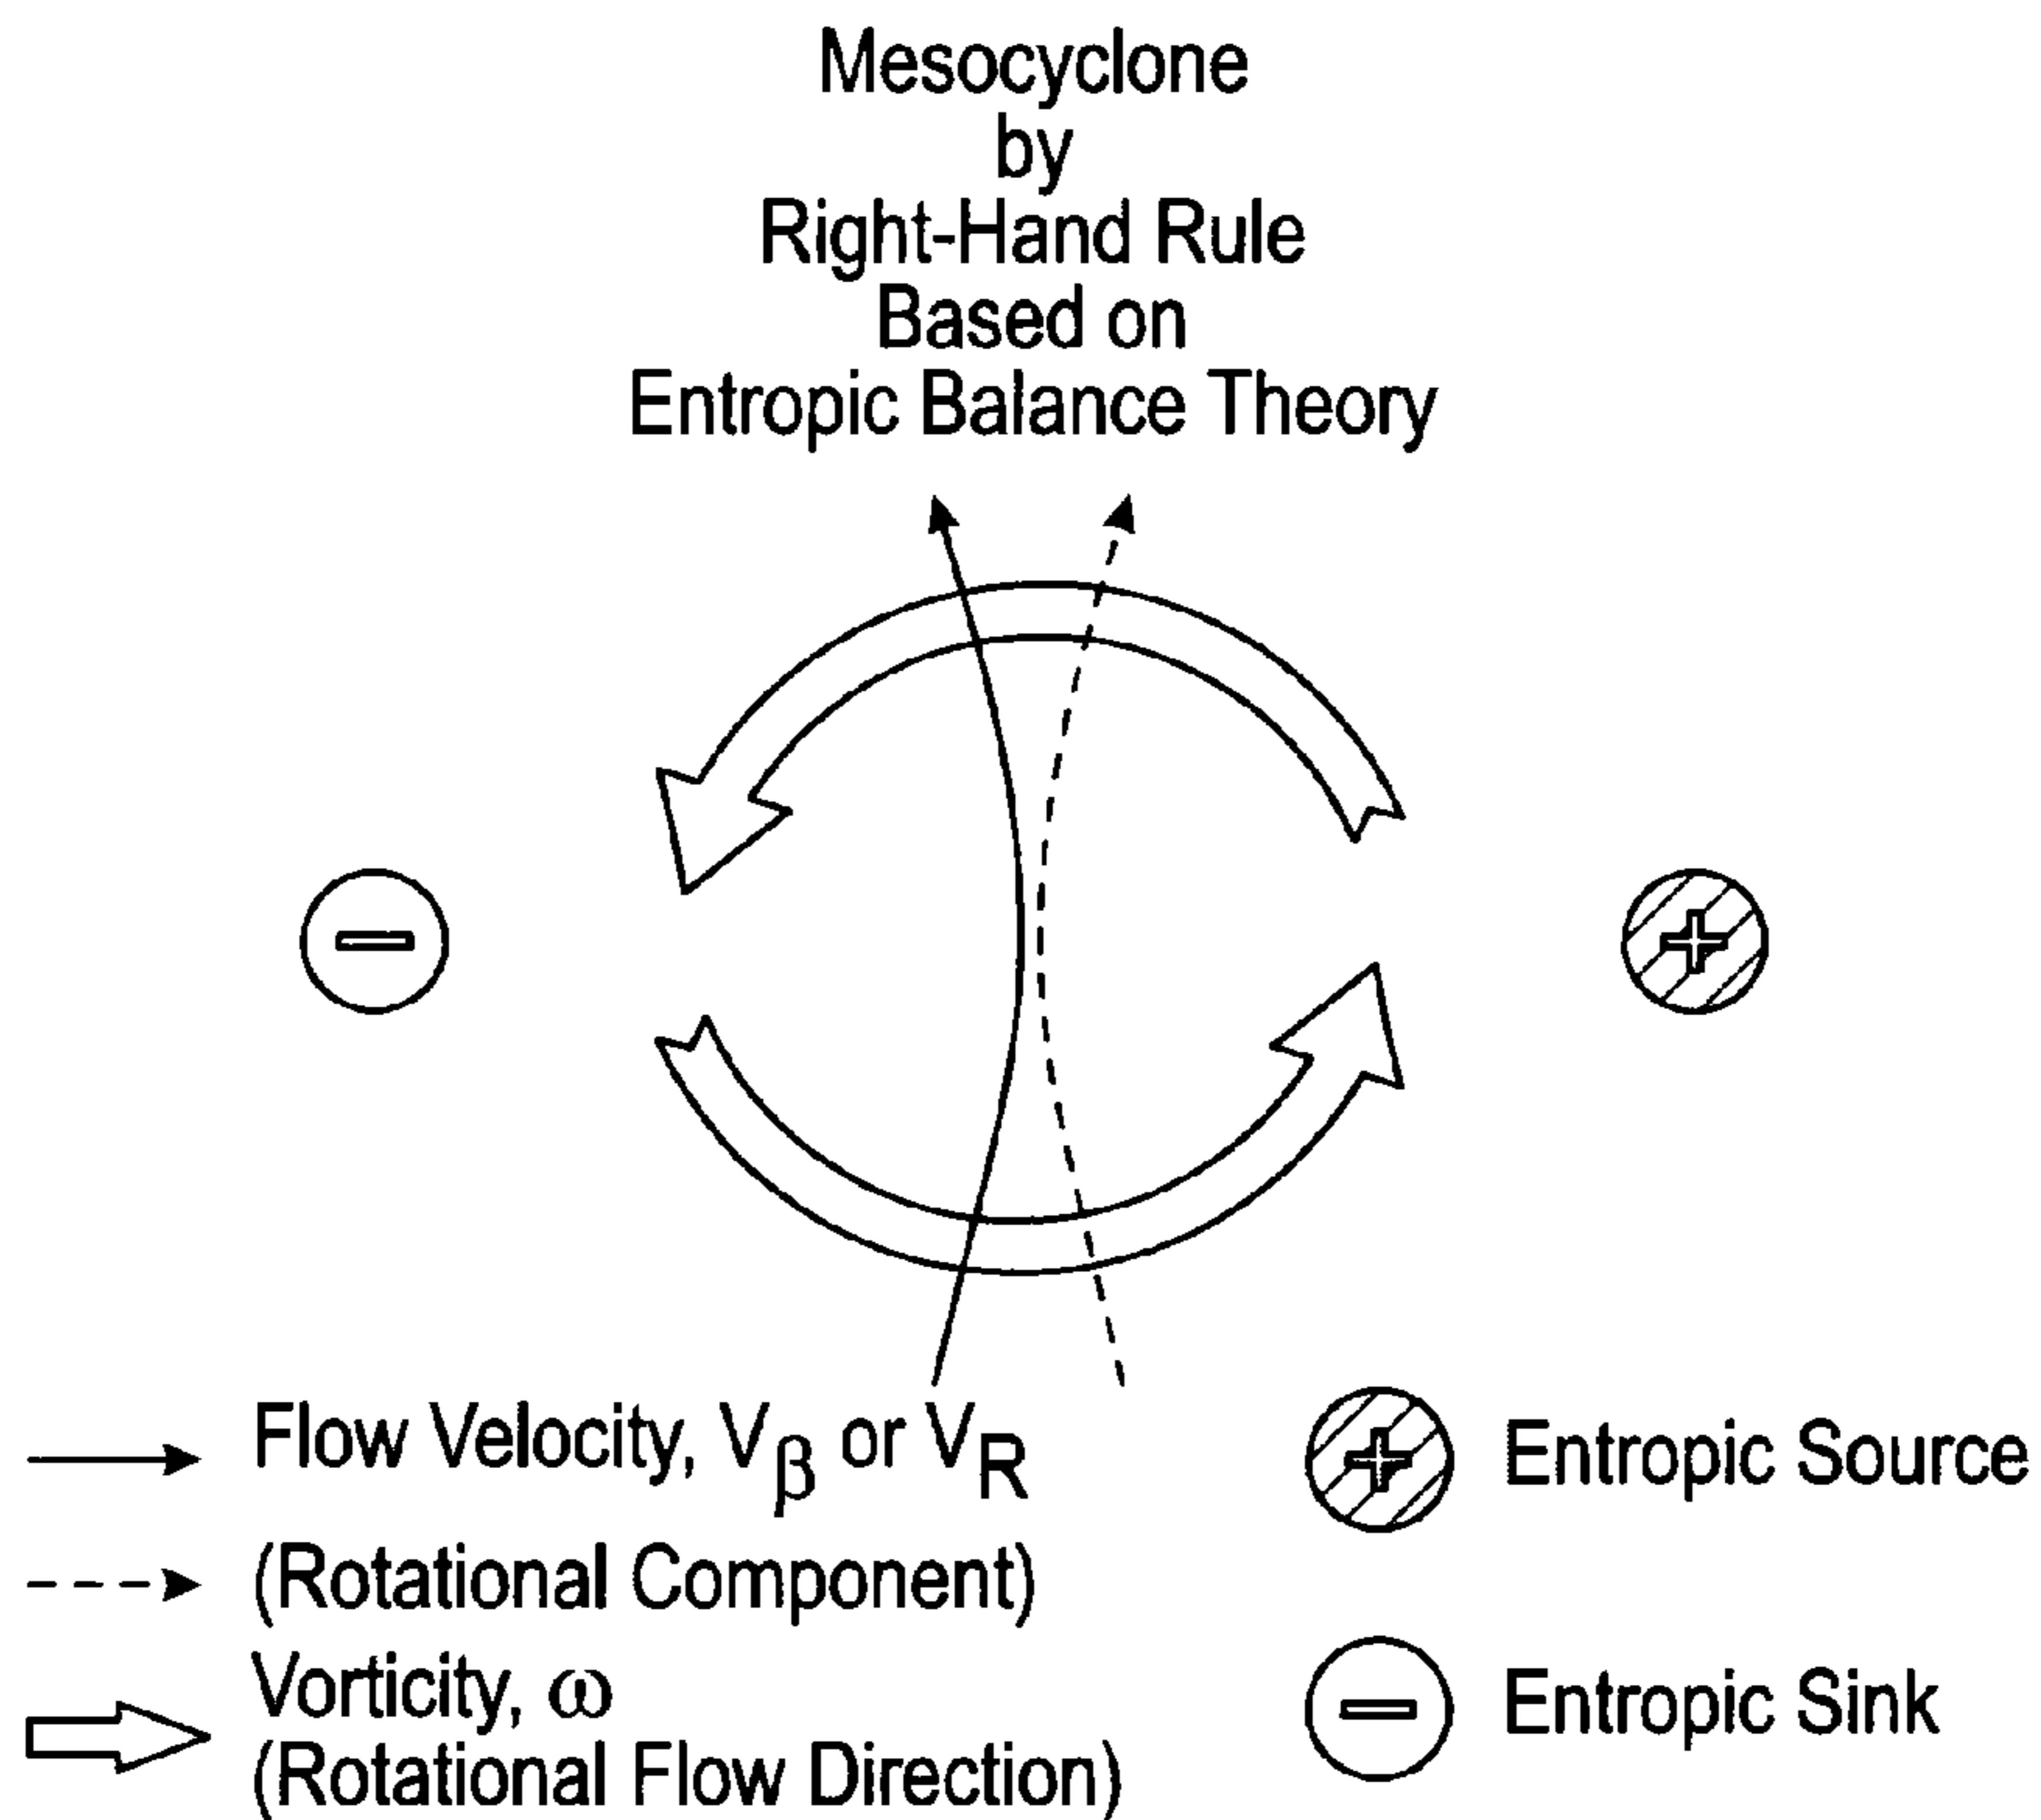 Mesocyclone
by
Right-Hand Rule
Based on
Entropic Balance Theory
Flow Velocity, Vβ or VR
(Rotational Component)
Vorticity, ω
(Rotational Flow Direction)
Entropic Source
Entropic Sink